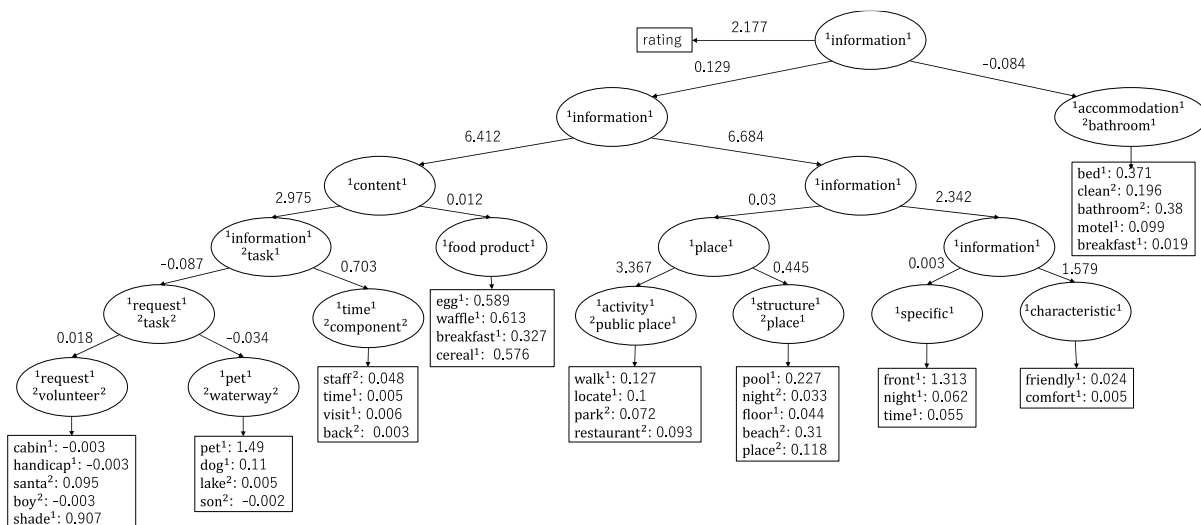 2.177
rating
¹information¹
0.129
-0.084
¹information¹
¹accommodation¹
²bathroom¹
6.412
6.684
bed¹: 0.371
clean²: 0.196
bathroom²: 0.38
motel¹: 0.099
breakfast¹: 0.019
¹content¹
¹information¹
2.975
0.012
0.03
2.342
¹information¹
²task¹
¹food product¹
¹place¹
¹information¹
-0.087
0.703
3.367
0.445
0.003
1.579
egg¹: 0.589
waffle¹: 0.613
breakfast¹: 0.327
cereal¹: 0.576
¹request¹
²task²
¹time¹
²component²
¹activity¹
²public place¹
¹structure¹
²place¹
¹specific¹
¹characteristic¹
0.018
-0.034
staff²: 0.048
time¹: 0.005
visit¹: 0.006
back²: 0.003
walk¹: 0.127
locate¹: 0.1
park²: 0.072
restaurant²: 0.093
pool¹: 0.227
night²: 0.033
floor¹: 0.044
beach²: 0.31
place²: 0.118
front¹: 1.313
night¹: 0.062
time¹: 0.055
friendly¹: 0.024
comfort¹: 0.005
¹request¹
²volunteer²
¹pet¹
²waterway²
cabin¹: -0.003
handicap¹: -0.003
santa²: 0.095
boy²: -0.003
shade¹: 0.907
pet¹: 1.49
dog¹: 0.11
lake²: 0.005
son²: -0.002